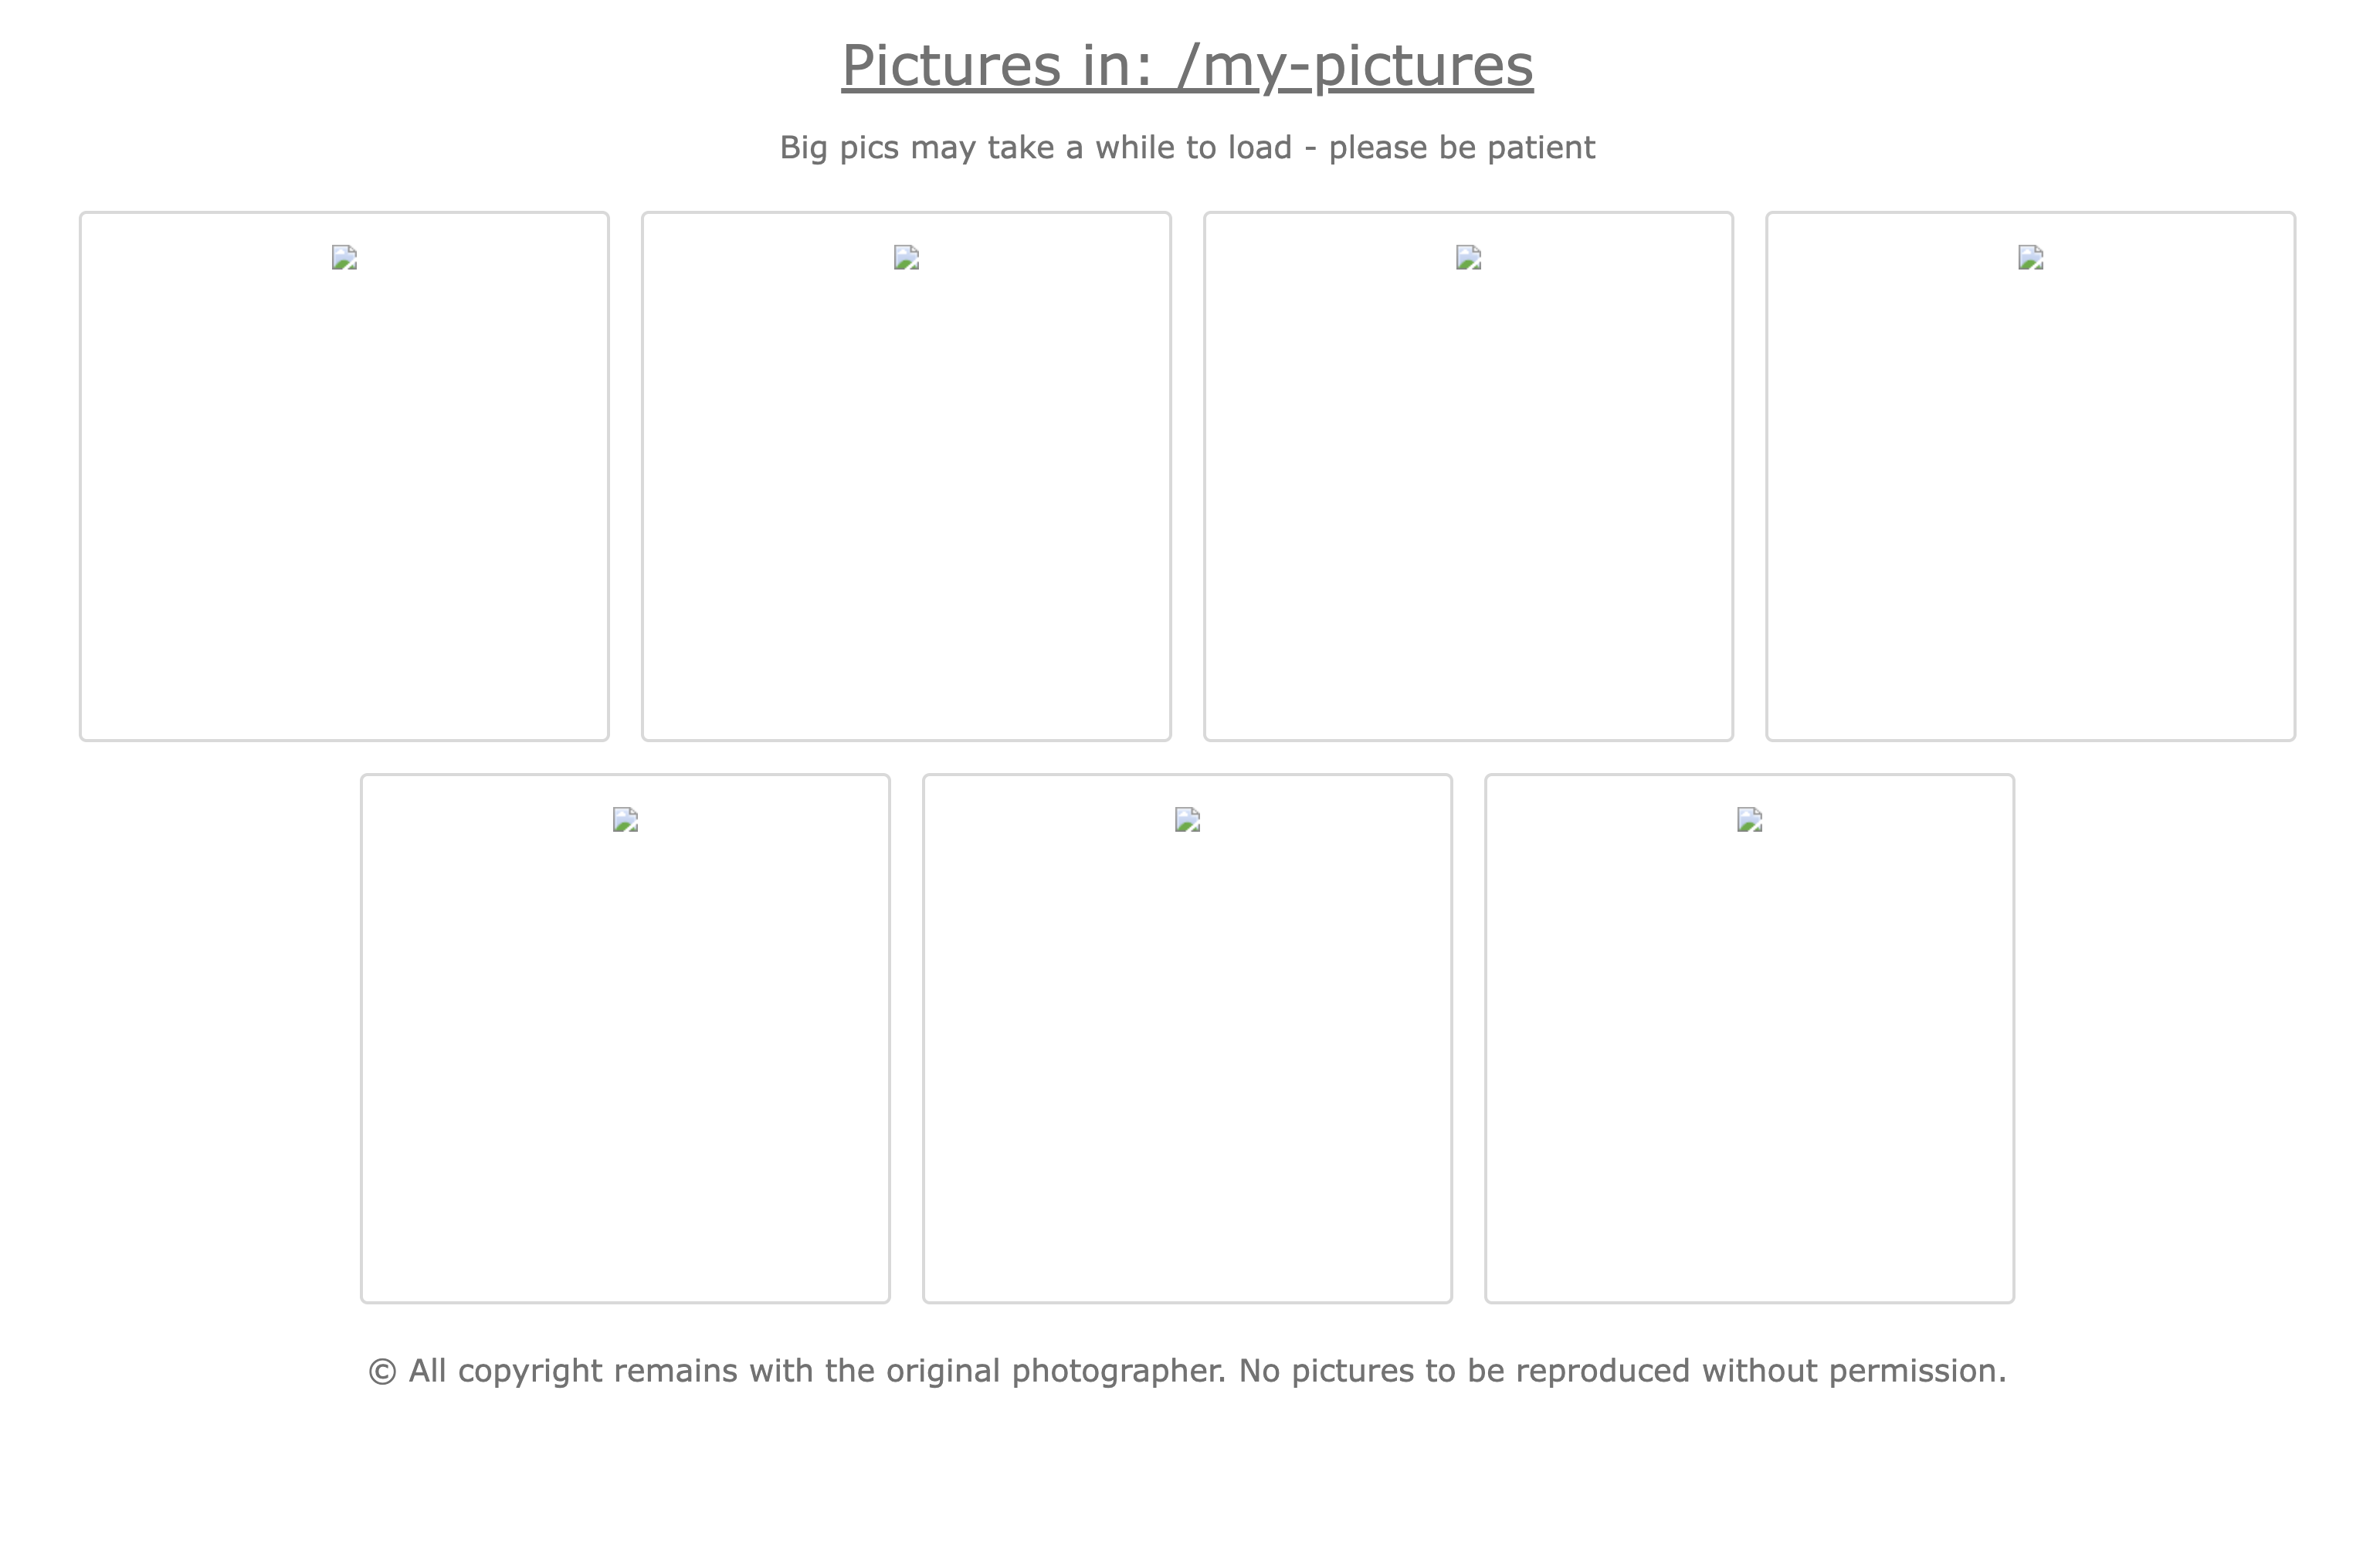 Pictures in: /my-pictures
Big pics may take a while to load - please be patient
© All copyright remains with the original photographer. No pictures to be reproduced without permission.